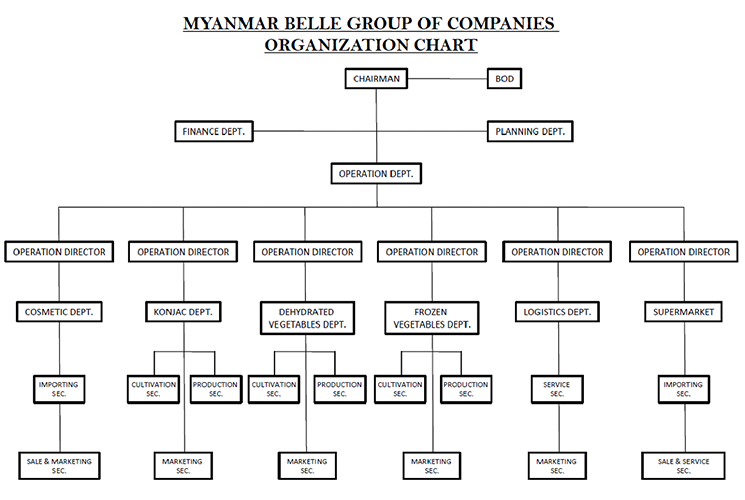 MYANMAR BELLE GROUP OF COMPANIES
ORGANIZATION CHART
CHAIRMAN
BOD
FINANCE DEPT.
PLANNING DEPT.
OPERATION DEPT.
OPERATION DIRECTOR
OPERATION DIRECTOR
OPERATION DIRECTOR
OPERATION DIRECTOR
OPERATION DIRECTOR
OPERATION DIRECTOR
COSMETIC DEPT.
KONJAC DEPT.
DEHYDRATED
VEGETABLES DEPT.
FROZEN
VEGETABLES DEPT.
LOGISTICS DEPT.
SUPERMARKET
IMPORTING
SEC.
CULTIVATION
SEC.
PRODUCTION
SEC.
CULTIVATION
SEC.
PRODUCTION
SEC.
CULTIVATION
SEC.
PRODUCTION
SEC.
SERVICE
SEC.
IMPORTING
SEC.
SALE & MARKETING
SEC.
MARKETING
SEC.
MARKETING
SEC.
MARKETING
SEC.
MARKETING
SEC.
SALE & SERVICE
SEC.